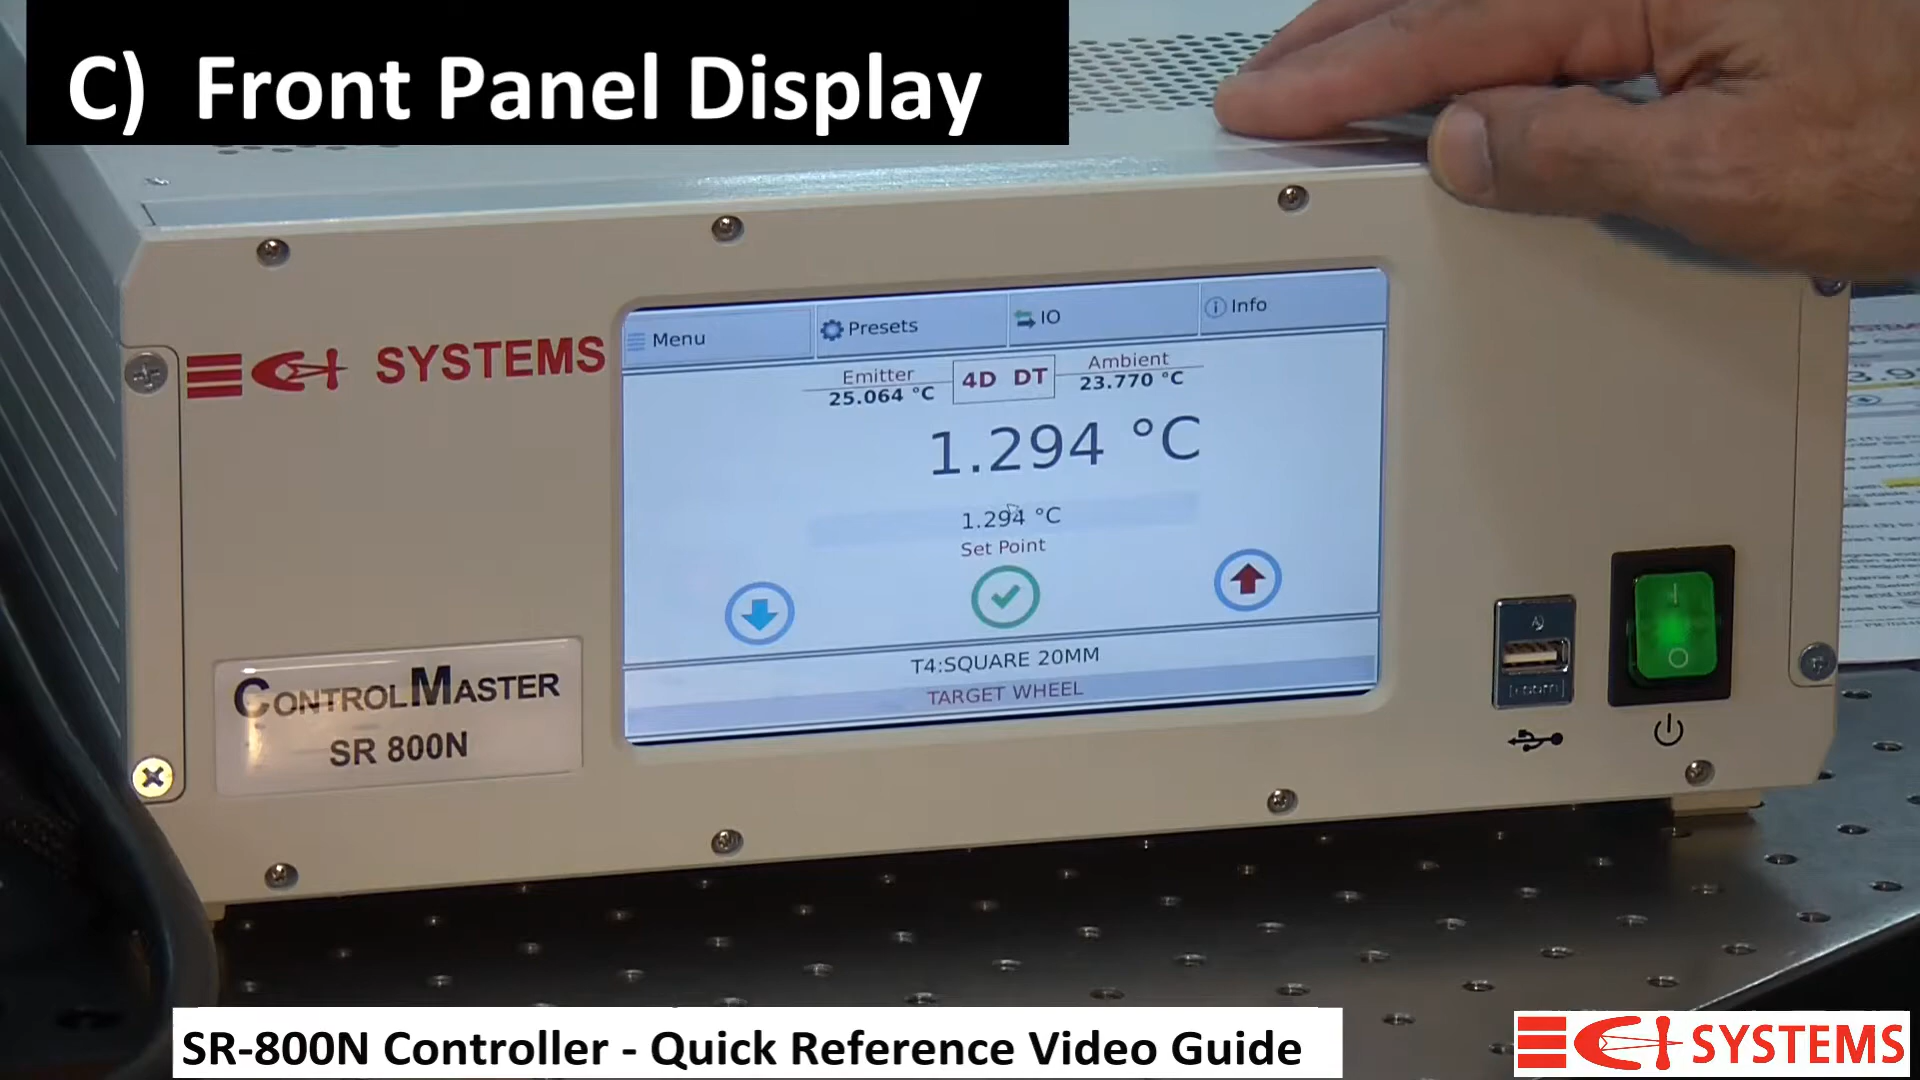 C) Front Panel Display
Menu
Presets
IO
Info
Emitter
25.064 °C
4D DT
Ambient
23.770 °C
1.294 °C
1.294 °C
Set Point
T4:SQUARE 20MM
TARGET WHEEL
SYSTEMS
CONTROLMASTER
SR 800N
SR-800N Controller - Quick Reference Video Guide
SYSTEMS